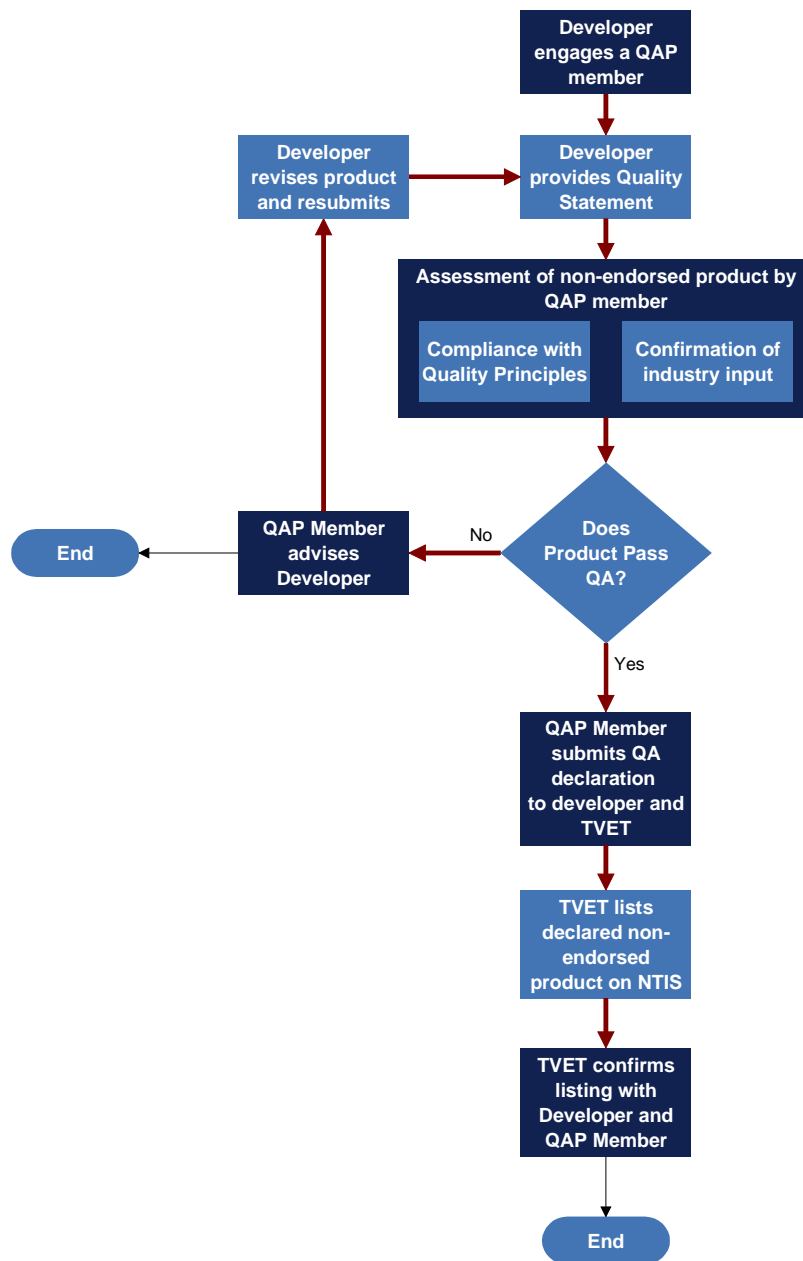 Developer
engages a QAP
member
Developer
revises product
and resubmits
Developer
provides Quality
Statement
Assessment of non-endorsed product by
QAP member
Compliance with
Quality Principles
Confirmation of
industry input
Does
Product Pass
QA?
No
QAP Member
advises
Developer
End
Yes
QAP Member
submits QA
declaration
to developer and
TVET
TVET lists
declared non-
endorsed
product on NTIS
TVET confirms
listing with
Developer and
QAP Member
End